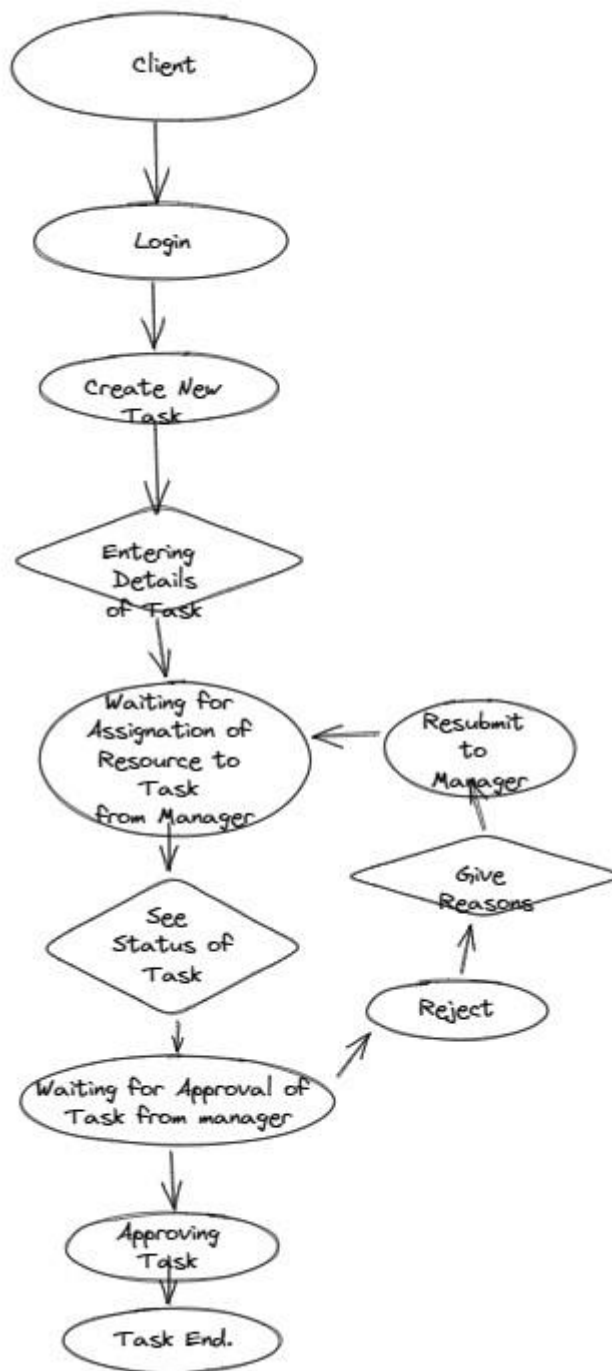 Client
Login
Create New
Task
Entering
Details
of Task
Waiting for
Assignation of
Resource to
Task
from Manager
Resubmit
to
Manager
Give
Reasons
See
Status of
Task
Reject
Waiting for Approval of
Task from manager
Approving
Task
Task End.